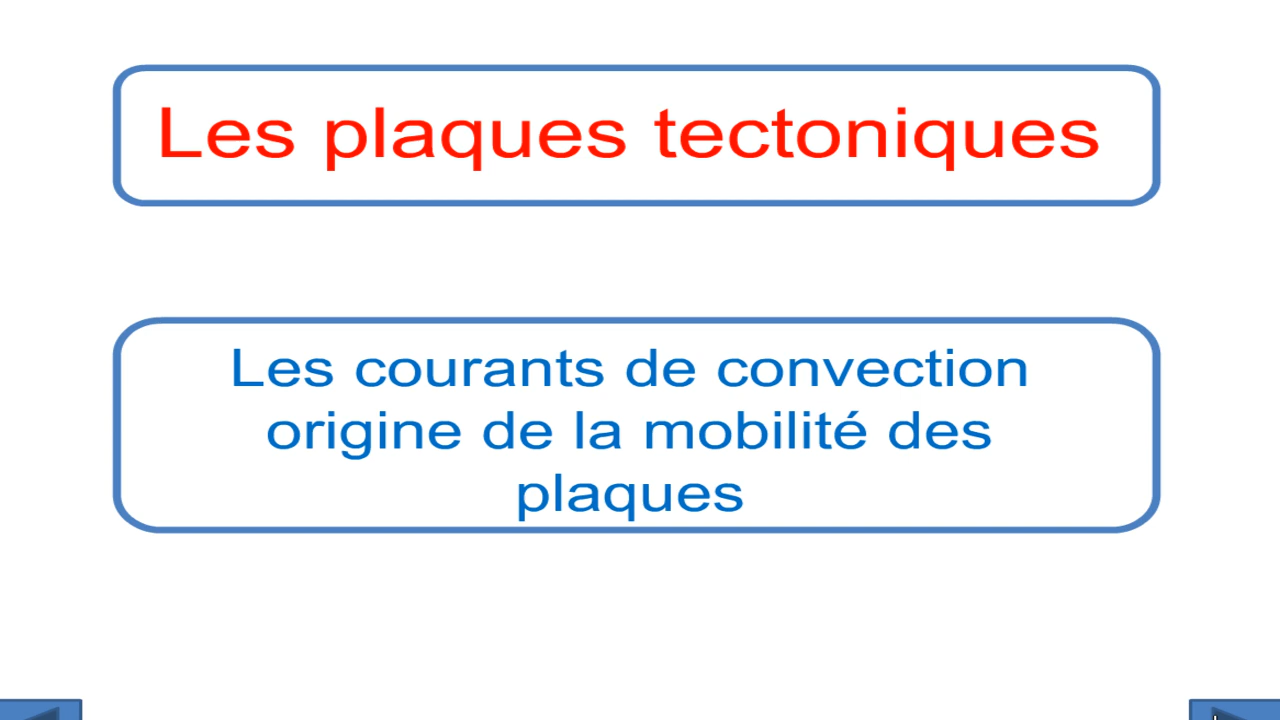 Les plaques tectoniques
Les courants de convection
origine de la mobilité des
plaques